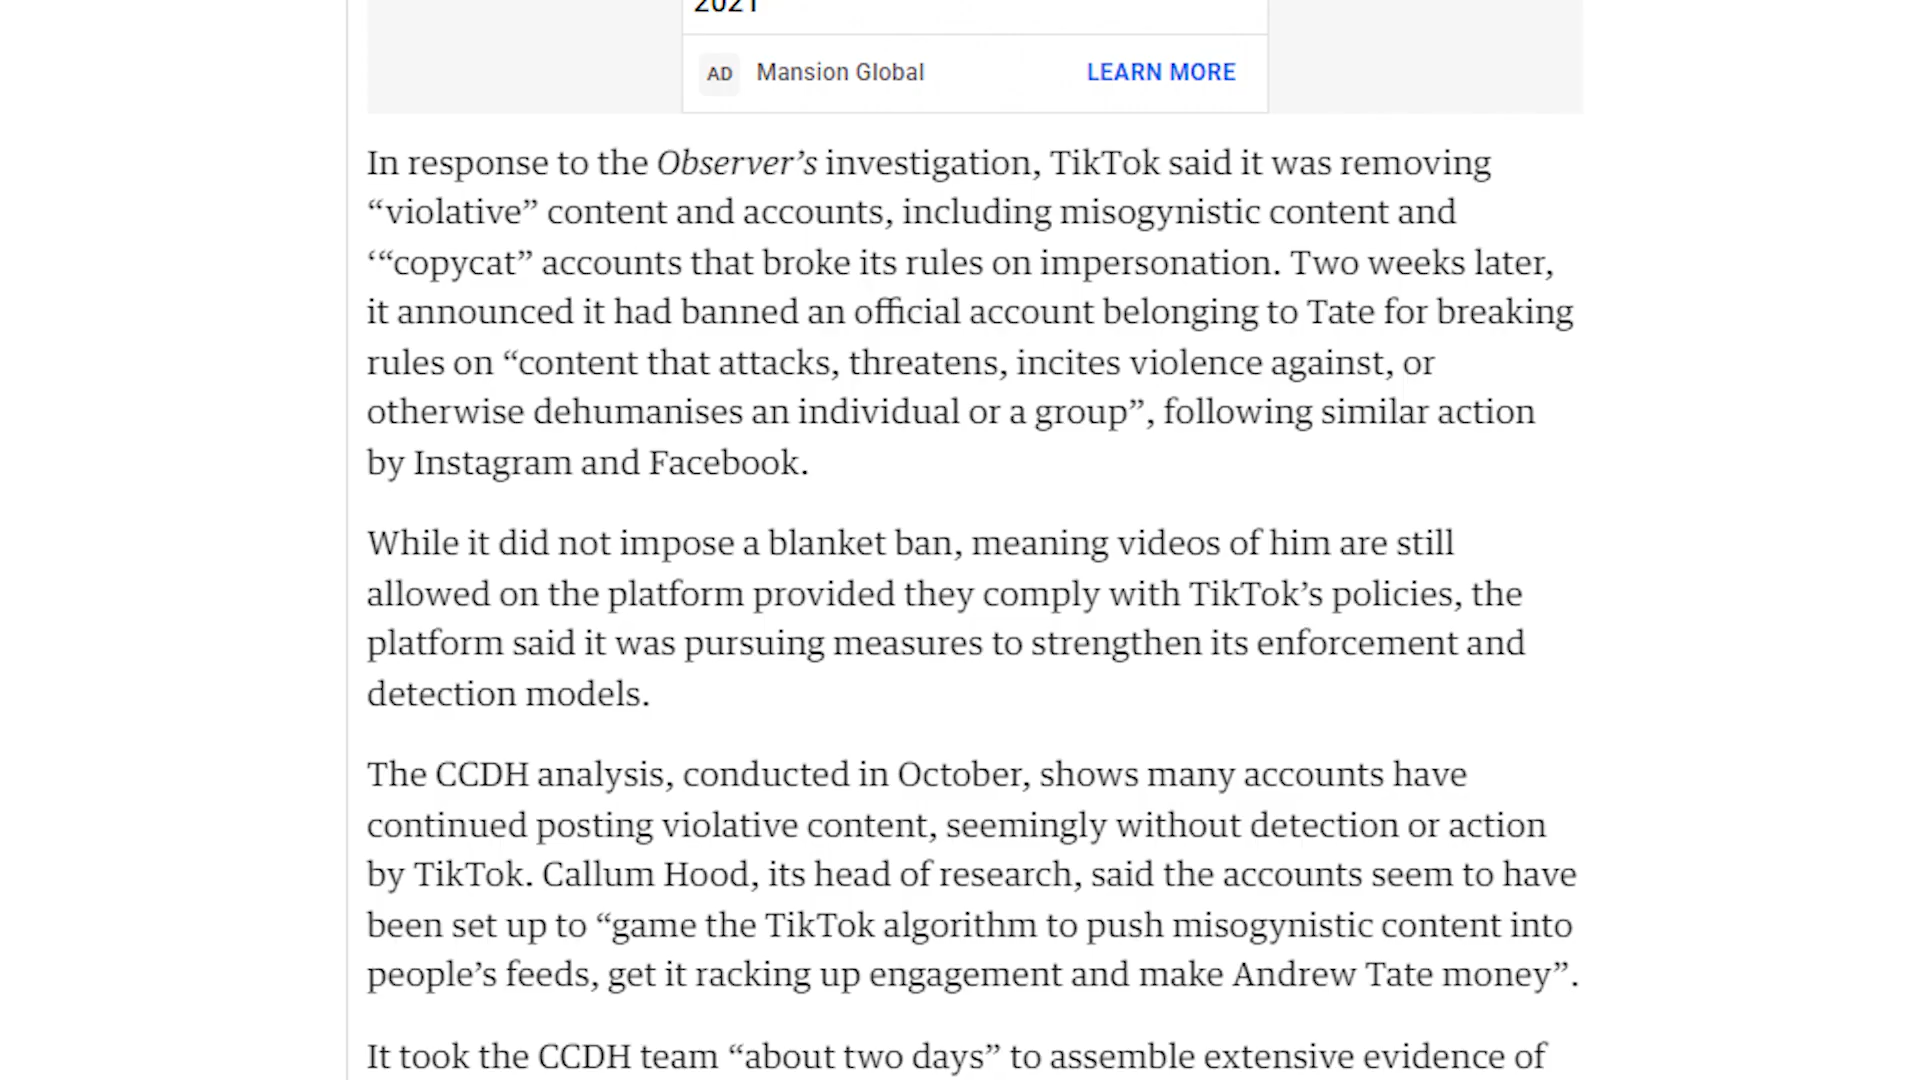 2021
AD Mansion Global LEARN MORE
In response to the Observer’s investigation, TikTok said it was removing
“violative” content and accounts, including misogynistic content and
‘“copycat” accounts that broke its rules on impersonation. Two weeks later,
it announced it had banned an official account belonging to Tate for breaking
rules on “content that attacks, threatens, incites violence against, or
otherwise dehumanises an individual or a group”, following similar action
by Instagram and Facebook.
While it did not impose a blanket ban, meaning videos of him are still
allowed on the platform provided they comply with TikTok’s policies, the
platform said it was pursuing measures to strengthen its enforcement and
detection models.
The CCDH analysis, conducted in October, shows many accounts have
continued posting violative content, seemingly without detection or action
by TikTok. Callum Hood, its head of research, said the accounts seem to have
been set up to “game the TikTok algorithm to push misogynistic content into
people’s feeds, get it racking up engagement and make Andrew Tate money”.
It took the CCDH team “about two days” to assemble extensive evidence of